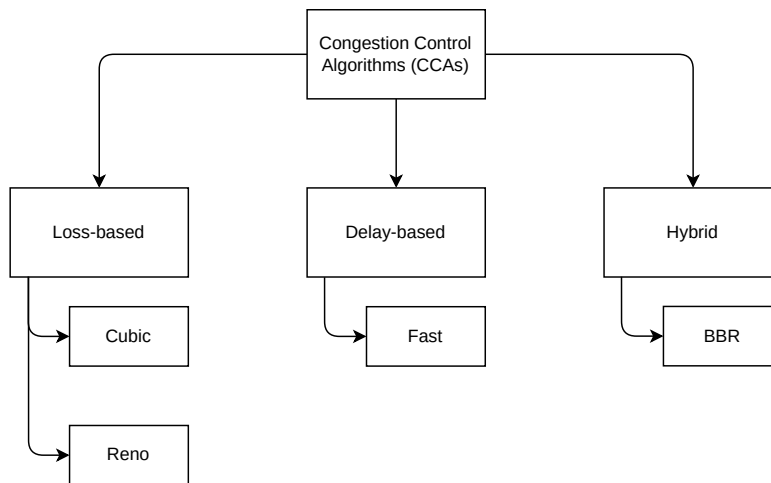 Congestion Control
Algorithms (CCAs)
Loss-based
Delay-based
Hybrid
Cubic
Fast
BBR
Reno